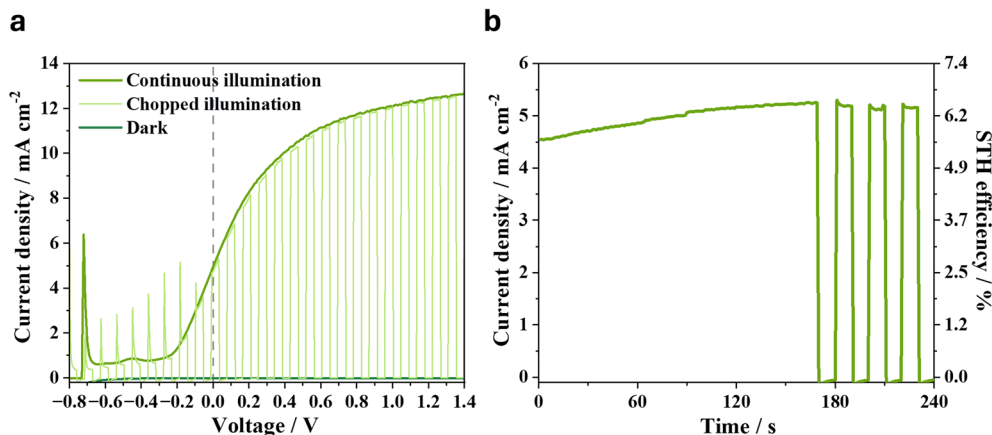 a
b
14
12
10
8
6
4
2
0
Current density / mA cm⁻²
Continuous illumination
Chopped illumination
Dark
−0.8 −0.6 −0.4 −0.2 0.0 0.2 0.4 0.6 0.8 1.0 1.2 1.4
Voltage / V
6
5
4
3
2
1
0
Current density / mA cm⁻²
0 60 120 180 240
Time / s
7.4
6.2
4.9
3.7
2.5
1.2
0.0
STH efficiency / %